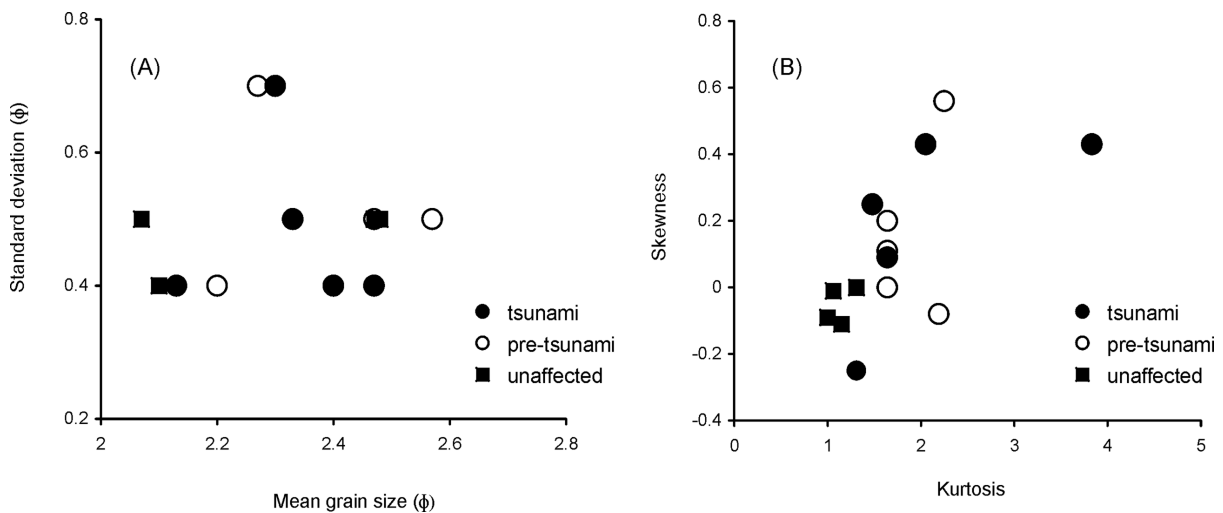 (A)
Standard deviation (ϕ)
0.8
0.6
0.4
0.2
2
2.2
2.4
2.6
2.8
Mean grain size (ϕ)
tsunami
pre-tsunami
unaffected
(B)
Skewness
0.8
0.6
0.4
0.2
0
-0.2
-0.4
0
1
2
3
4
5
Kurtosis
tsunami
pre-tsunami
unaffected